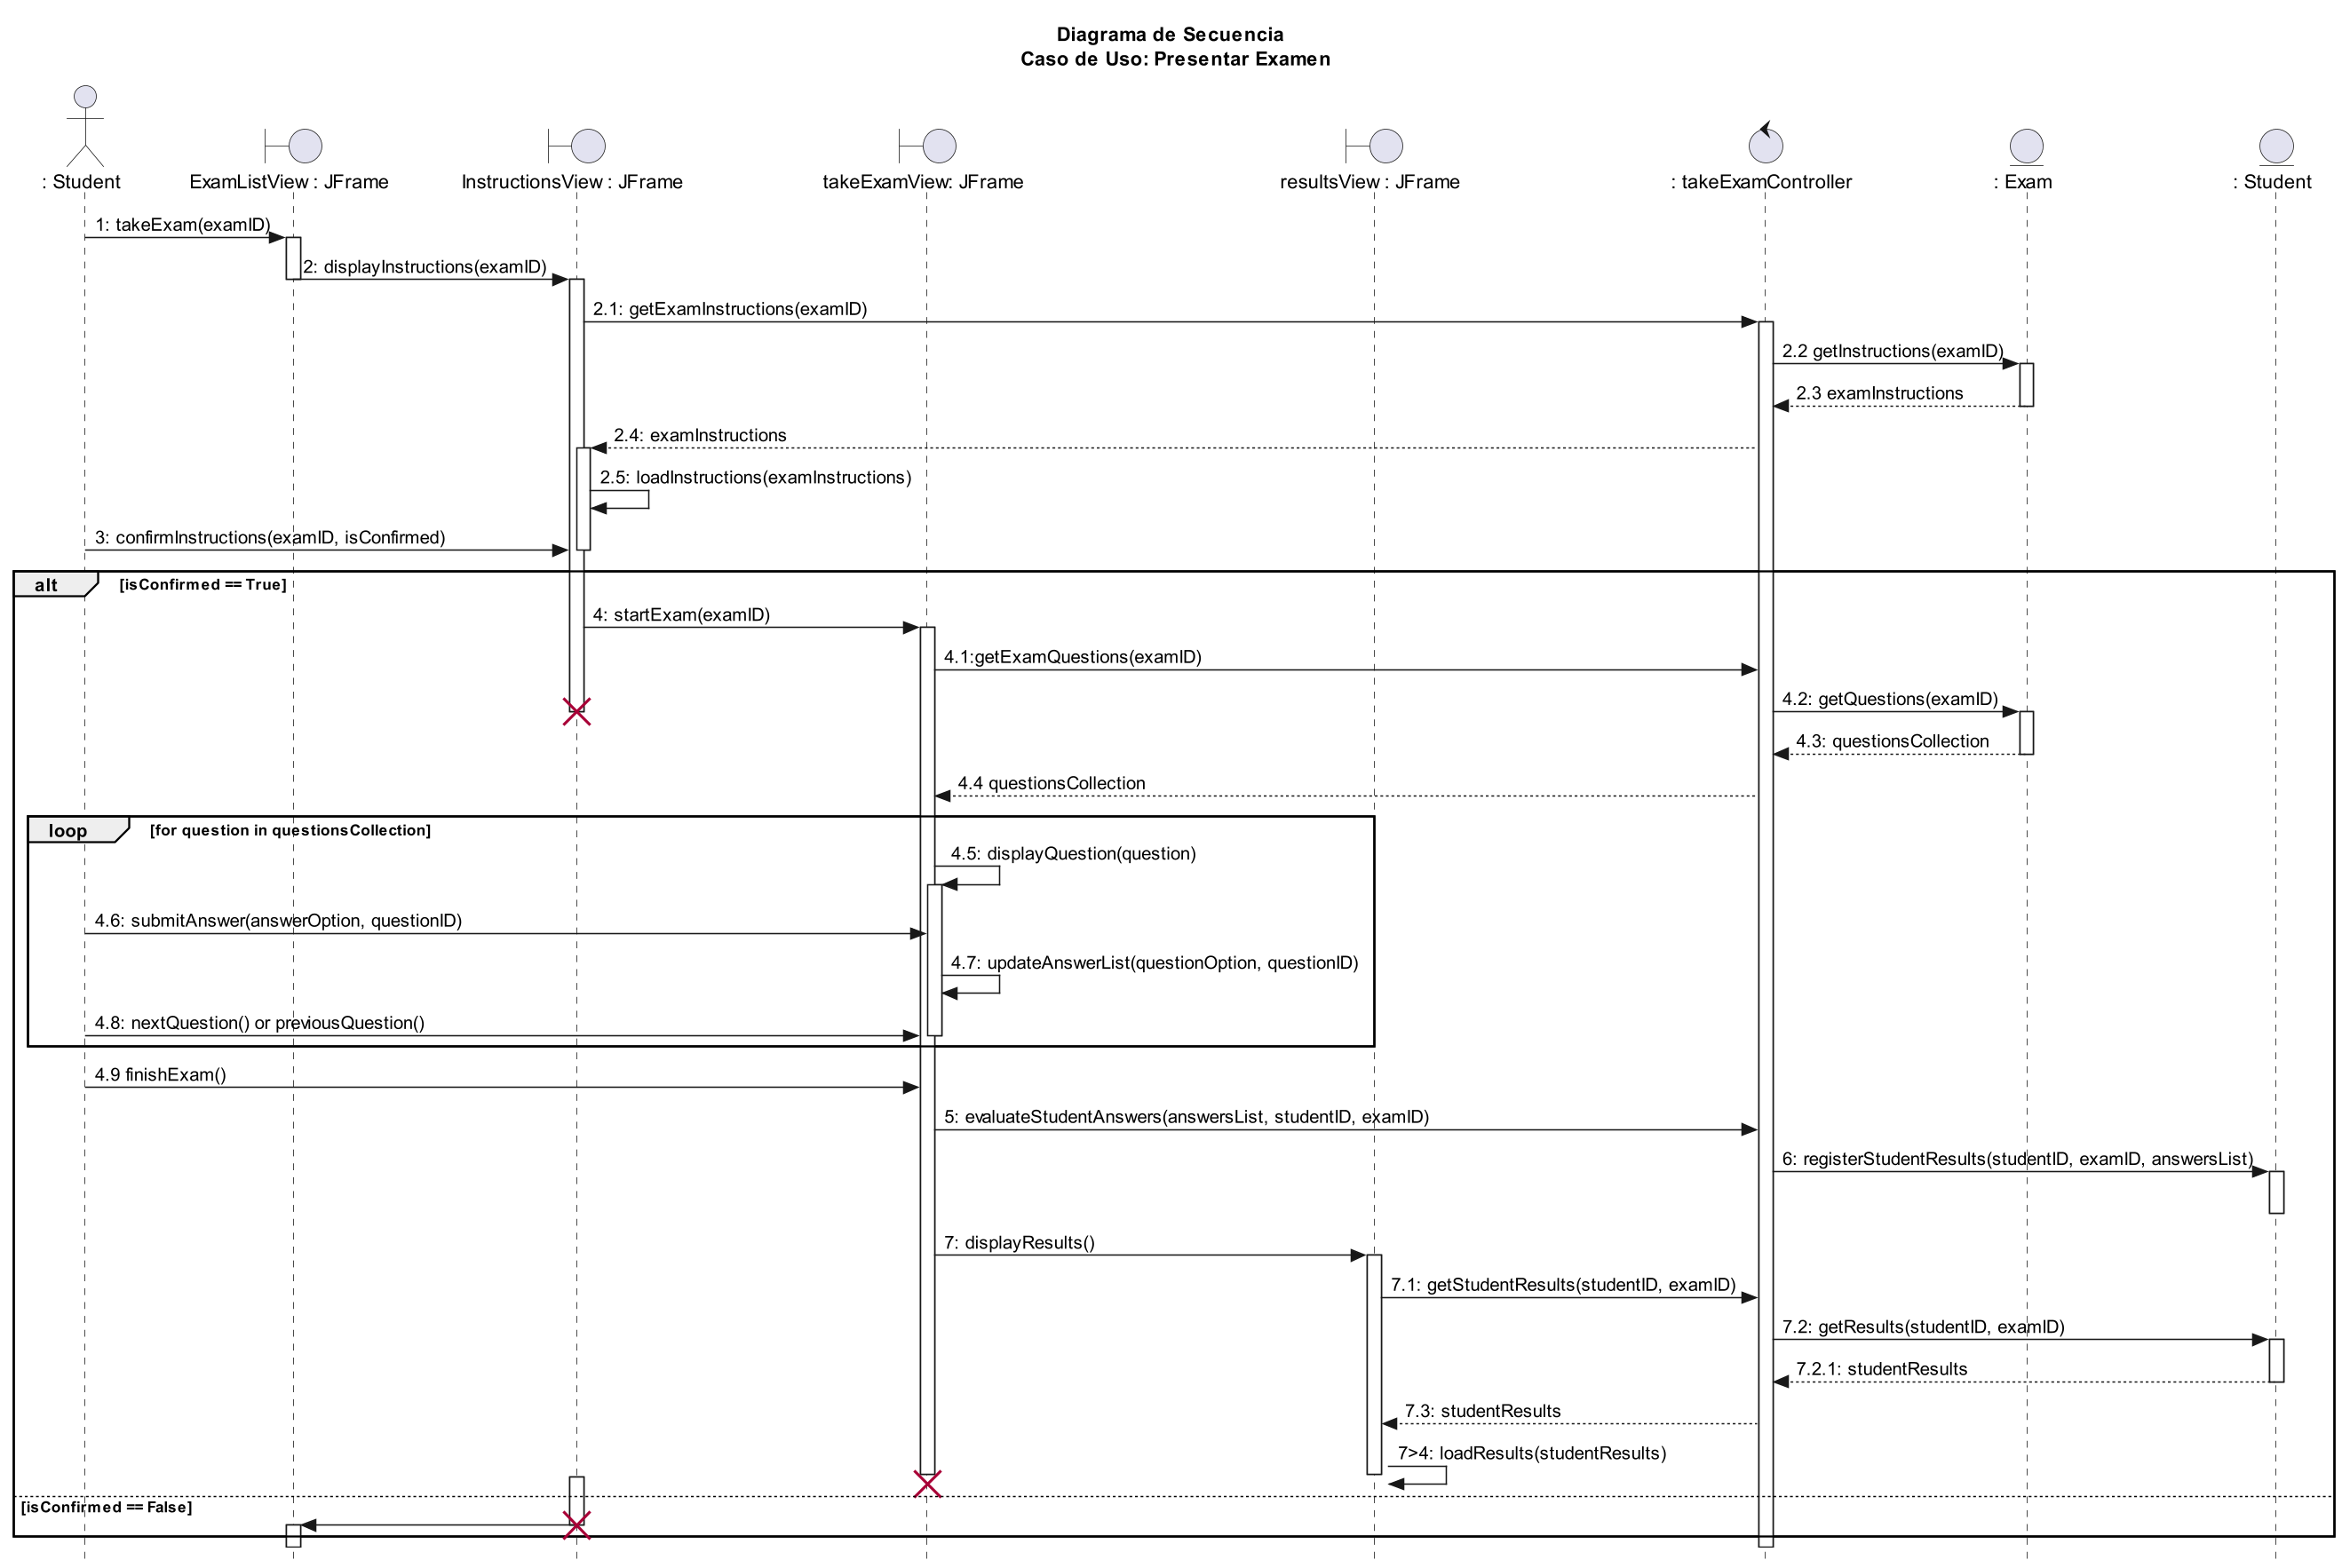 Diagrama de Secuencia
Caso de Uso: Presentar Examen
: Student
ExamListView : JFrame
InstructionsView : JFrame
takeExamView: JFrame
resultsView : JFrame
: takeExamController
: Exam
: Student
1: takeExam(examID)
2: displayInstructions(examID)
2.1: getExamInstructions(examID)
2.2 getInstructions(examID)
2.3 examInstructions
2.4: examInstructions
2.5: loadInstructions(examInstructions)
3: confirmInstructions(examID, isConfirmed)
alt
[isConfirmed == True]
4: startExam(examID)
4.1:getExamQuestions(examID)
4.2: getQuestions(examID)
4.3: questionsCollection
4.4 questionsCollection
loop
[for question in questionsCollection]
4.5: displayQuestion(question)
4.6: submitAnswer(answerOption, questionID)
4.7: updateAnswerList(questionOption, questionID)
4.8: nextQuestion() or previousQuestion()
4.9 finishExam()
5: evaluateStudentAnswers(answersList, studentID, examID)
6: registerStudentResults(studentID, examID, answersList)
7: displayResults()
7.1: getStudentResults(studentID, examID)
7.2: getResults(studentID, examID)
7.2.1: studentResults
7.3: studentResults
7>4: loadResults(studentResults)
[isConfirmed == False]